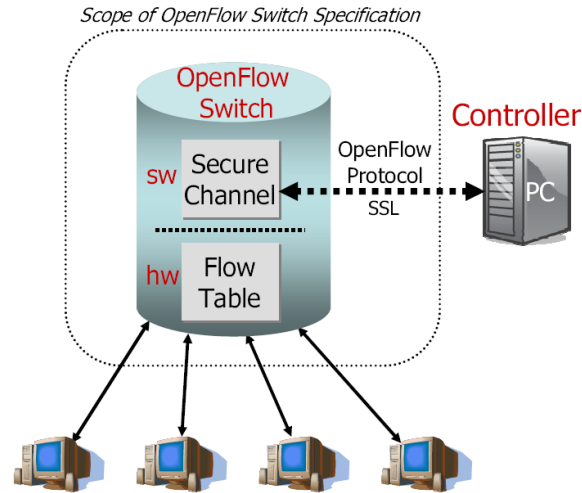 Scope of OpenFlow Switch Specification
OpenFlow
Switch
Controller
sw
Secure
Channel
OpenFlow
Protocol
SSL
PC
hw
Flow
Table